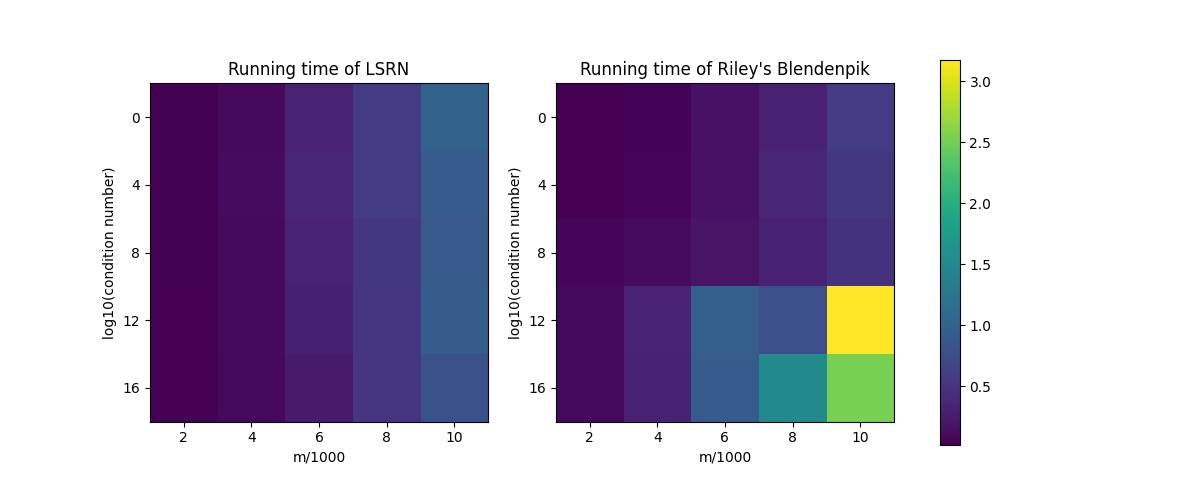 Running time of LSRN
log10(condition number)
0
4
8
12
16
2 4 6 8 10
m/1000
Running time of Riley's Blendenpik
log10(condition number)
0
4
8
12
16
2 4 6 8 10
m/1000
3.0
2.5
2.0
1.5
1.0
0.5